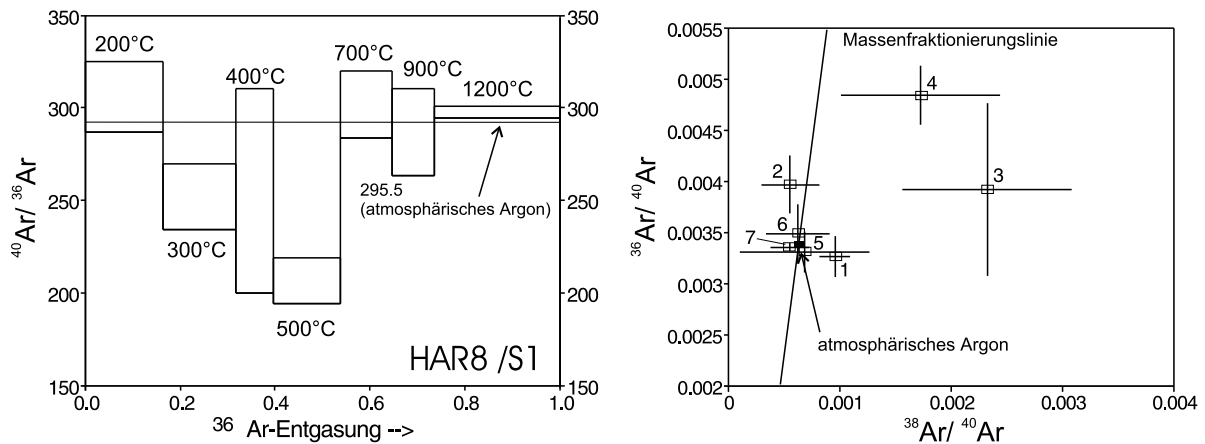 350
300
250
200
150
⁴⁰Ar/ ³⁶Ar
200°C
300°C
400°C
500°C
700°C
900°C
1200°C
295.5
(atmosphärisches Argon)
HAR8 /S1
350
300
250
200
150
0.0
0.2
0.4
0.6
0.8
1.0
³⁶ Ar-Entgasung -->
0.0055
0.005
0.0045
0.004
0.0035
0.003
0.0025
0.002
³⁶Ar/ ⁴⁰Ar
Massenfraktionierungslinie
4
2
3
6
7
5
1
atmosphärisches Argon
0
0.001
0.002
0.003
0.004
³⁸Ar/ ⁴⁰Ar